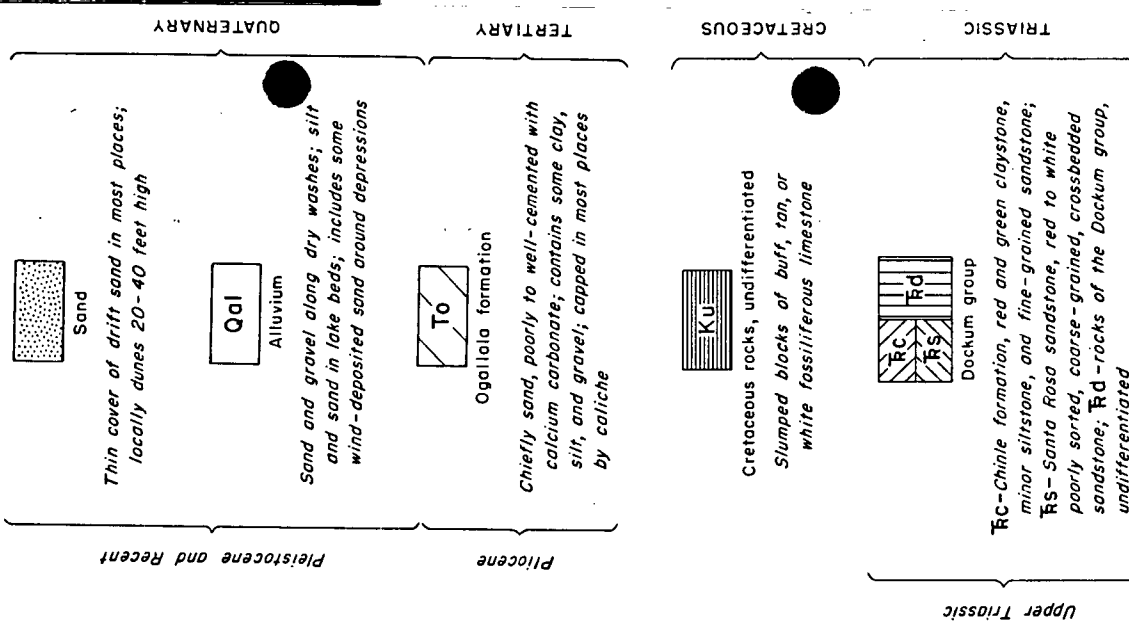 QUATERNARY
Pleistocene and Recent
Sand
Thin cover of drift sand in most places;
locally dunes 20-40 feet high
Qal
Alluvium
Sand and gravel along dry washes; silt
and sand in lake beds; includes some
wind-deposited sand around depressions
TERTIARY
Pliocene
To
Ogallala formation
Chiefly sand, poorly to well-cemented with
calcium carbonate; contains some clay,
silt, and gravel; capped in most places
by caliche
CRETACEOUS
Ku
Cretaceous rocks, undifferentiated
Slumped blocks of buff, tan, or
white fossiliferous limestone
TRIASSIC
Upper Triassic
Ŧc
Ŧs
Ŧd
Dockum group
Ŧc-Chinle formation, red and green claystone,
minor siltstone, and fine-grained sandstone;
Ŧs-Santa Rosa sandstone, red to white
poorly sorted, coarse-grained, crossbedded
sandstone; Ŧd-rocks of the Dockum group,
undifferentiated